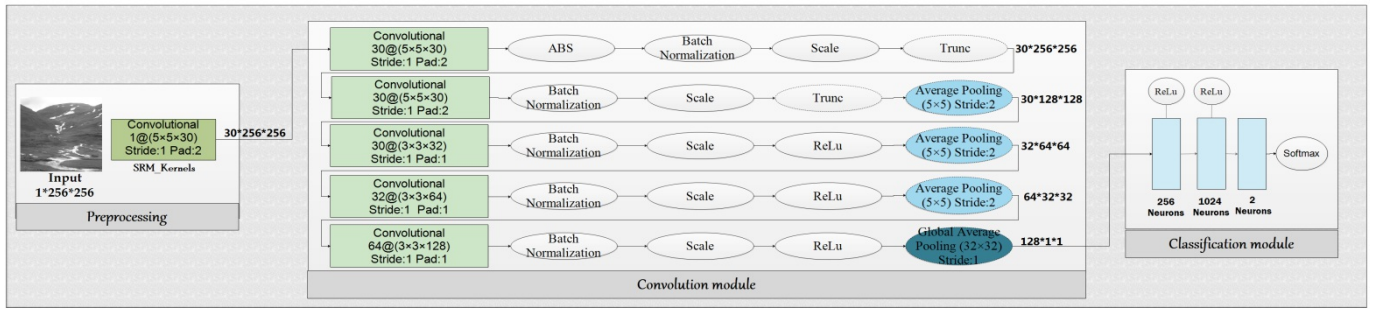 Input
1*256*256
Convolutional
1@(5×5×30)
Stride:1 Pad:2
SRM_Kernels
30*256*256
Preprocessing
Convolutional
30@(5×5×30)
Stride:1 Pad:2
ABS
Batch
Normalization
Scale
Trunc
30*256*256
Convolutional
30@(5×5×30)
Stride:1 Pad:2
Batch
Normalization
Scale
Trunc
Average Pooling
(5×5) Stride:2
30*128*128
Convolutional
30@(3×3×32)
Stride:1 Pad:1
Batch
Normalization
Scale
ReLu
Average Pooling
(5×5) Stride:2
32*64*64
Convolutional
32@(3×3×64)
Stride:1 Pad:1
Batch
Normalization
Scale
ReLu
Average Pooling
(5×5) Stride:2
64*32*32
Convolutional
64@(3×3×128)
Stride:1 Pad:1
Batch
Normalization
Scale
ReLu
Global Average
Pooling (32×32)
Stride:1
128*1*1
Convolution module
ReLu
ReLu
Softmax
256
Neurons
1024
Neurons
2
Neurons
Classification module